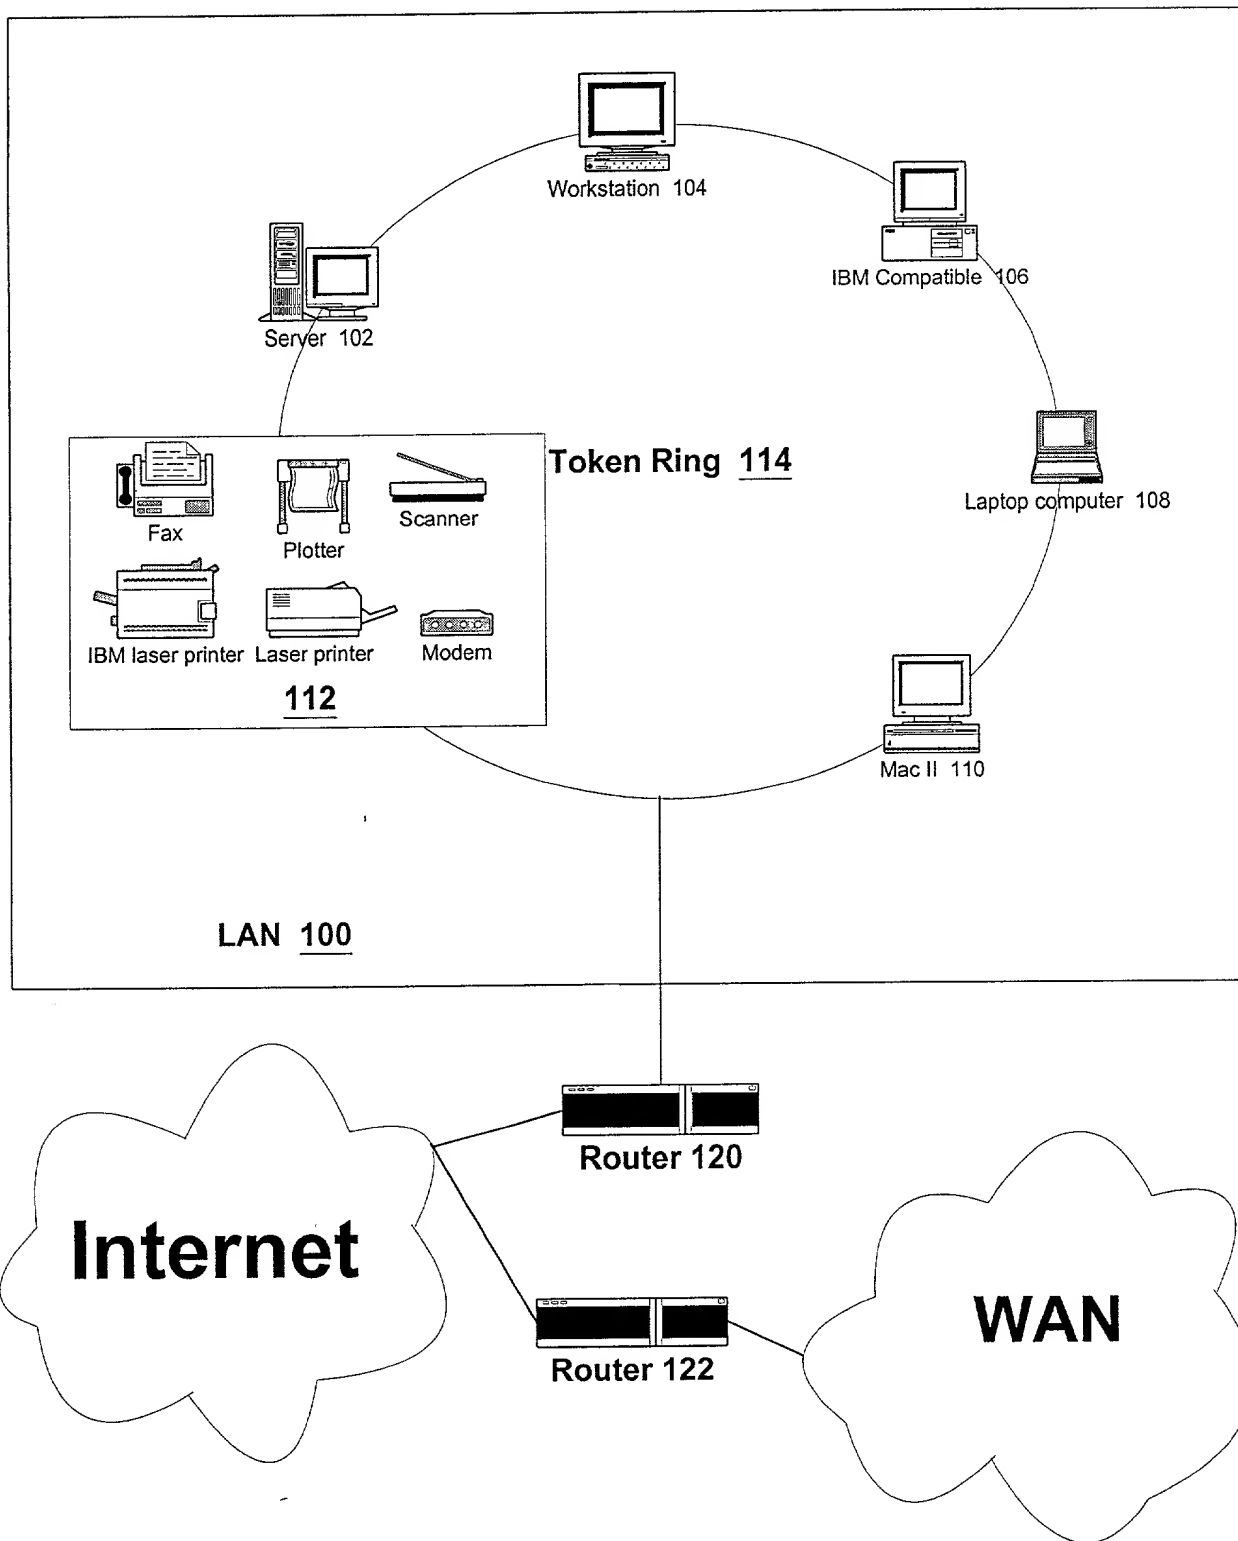 Workstation 104
IBM Compatible 106
Server 102
Token Ring 114
Laptop computer 108
Fax
Plotter
Scanner
IBM laser printer
Laser printer
Modem
112
Mac II 110
LAN 100
Router 120
Internet
WAN
Router 122